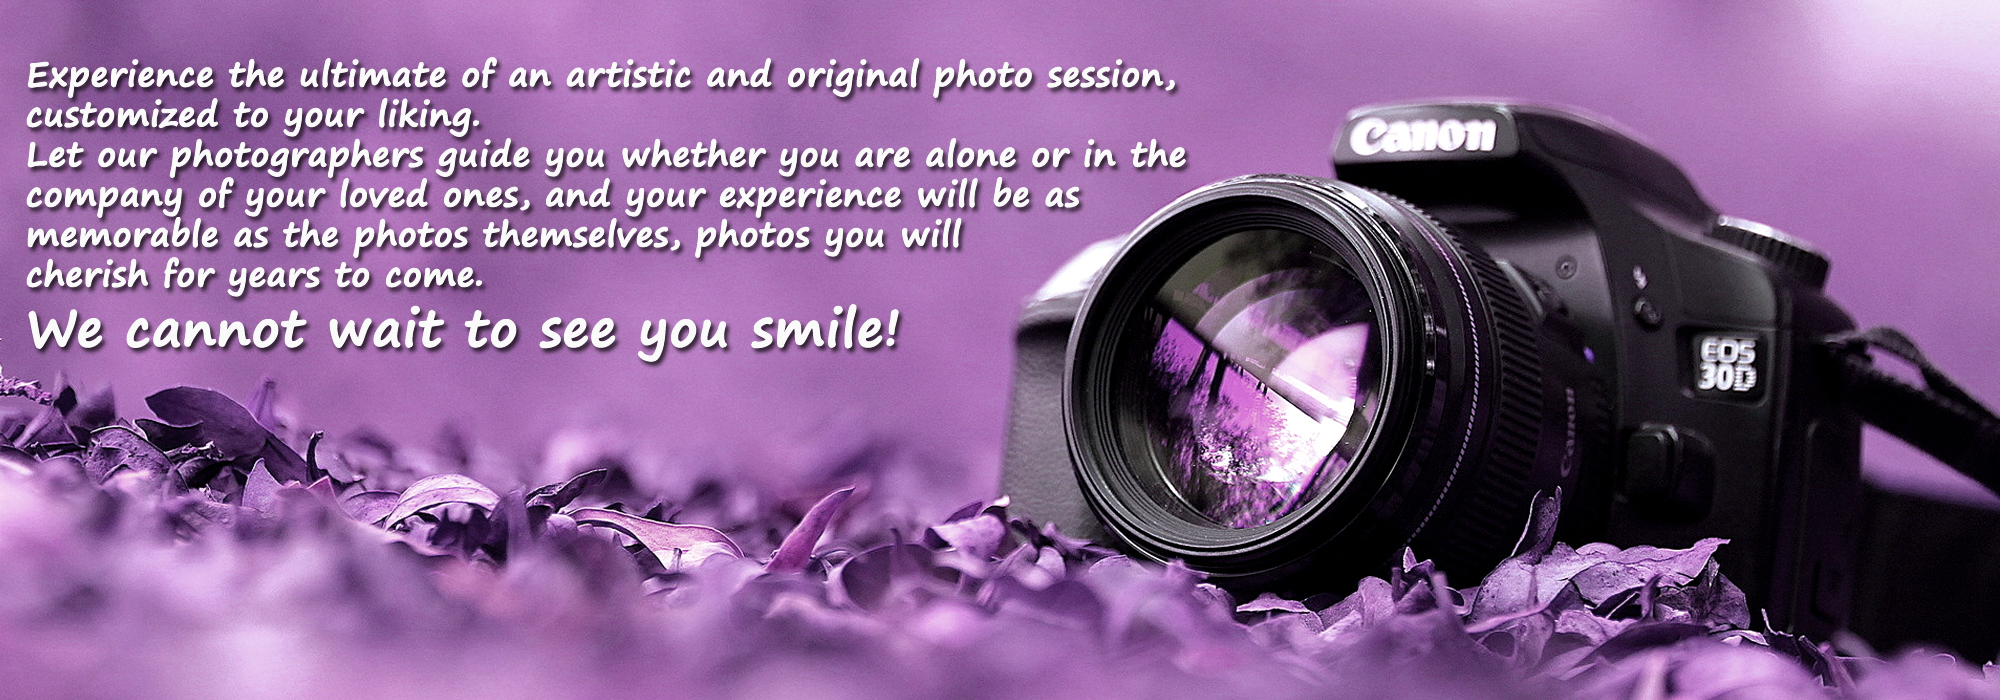 Experience the ultimate of an artistic and original photo session,
customized to your liking.
Let our photographers guide you whether you are alone or in the
company of your loved ones, and your experience will be as
memorable as the photos themselves, photos you will
cherish for years to come.
We cannot wait to see you smile!
Canon
EOS
30D
Canon